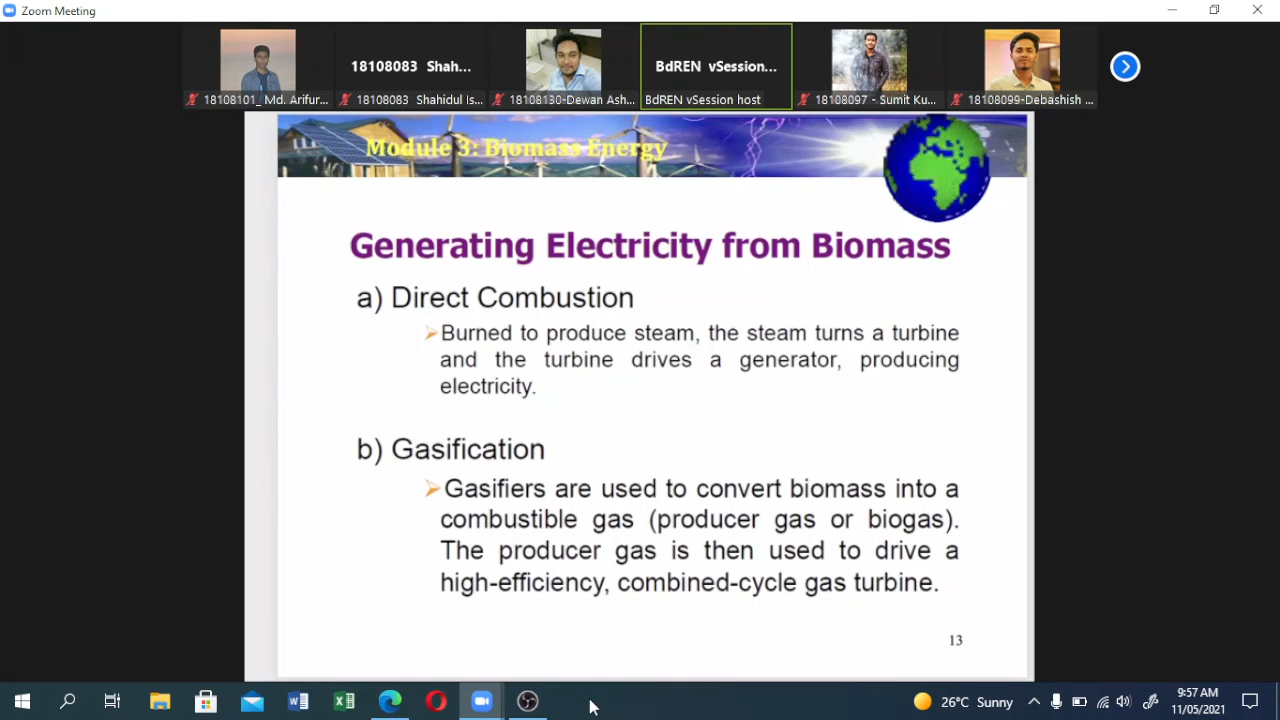 Zoom Meeting
18108083 Shah...
BdREN vSession...
18108101_ Md. Arifur...
18108083 Shahidul Is...
18108130-Dewan Ash...
BdREN vSession host
18108097 - Sumit Ku...
18108099-Debashish ...
Module 3: Biomass Energy
Generating Electricity from Biomass
a) Direct Combustion
Burned to produce steam, the steam turns a turbine
and the turbine drives a generator, producing
electricity.
b) Gasification
Gasifiers are used to convert biomass into a
combustible gas (producer gas or biogas).
The producer gas is then used to drive a
high-efficiency, combined-cycle gas turbine.
13
26°C Sunny
9:57 AM
11/05/2021